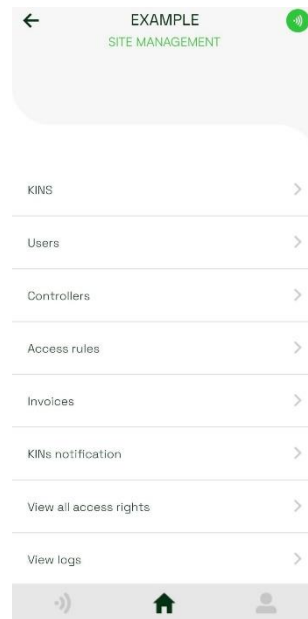 EXAMPLE
SITE MANAGEMENT
KINS
Users
Controllers
Access rules
Invoices
KINs notification
View all access rights
View logs